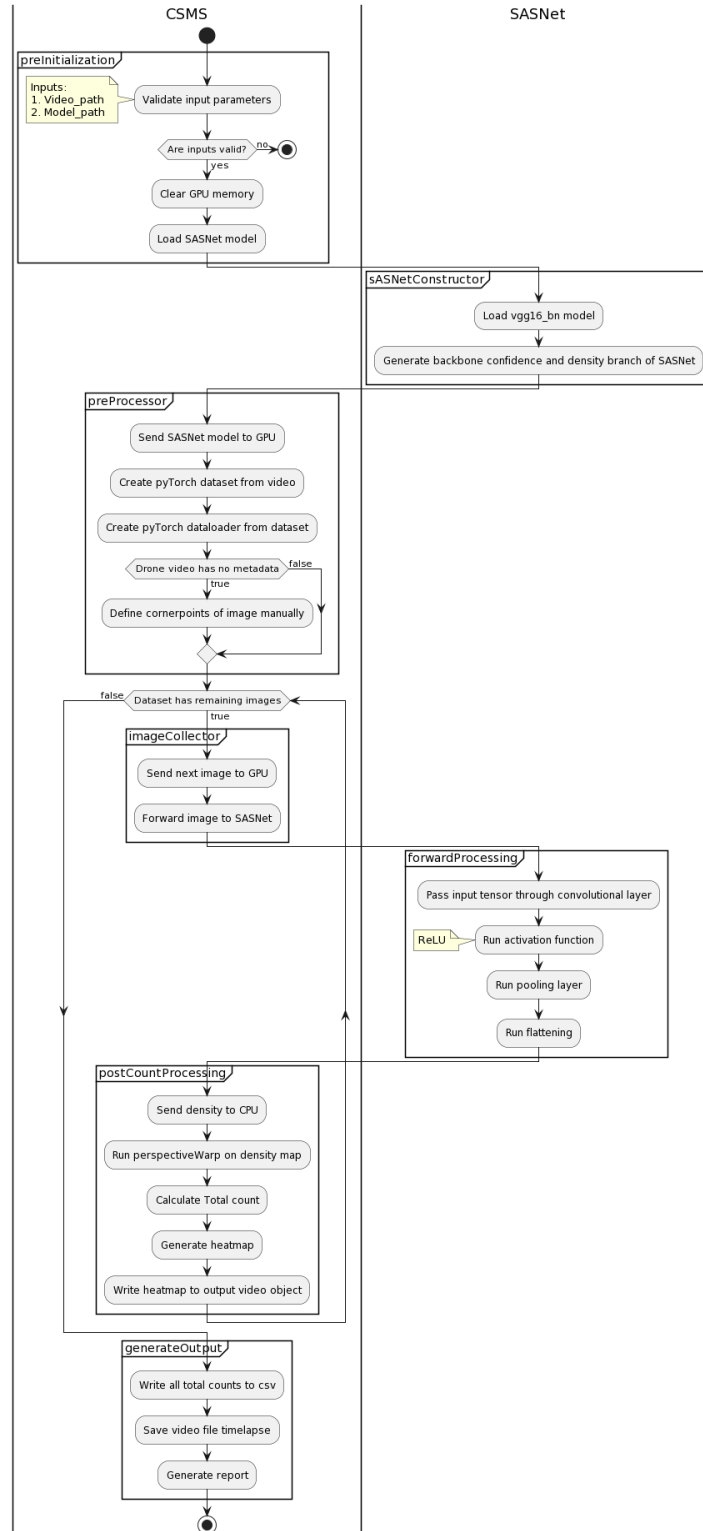 CSMS
SASNet
preInitialization
Inputs:
1. Video_path
2. Model_path
Validate input parameters
Are inputs valid?
no
yes
Clear GPU memory
Load SASNet model
sASNetConstructor
Load vgg16_bn model
Generate backbone confidence and density branch of SASNet
preProcessor
Send SASNet model to GPU
Create pyTorch dataset from video
Create pyTorch dataloader from dataset
Drone video has no metadata
false
true
Define cornerpoints of image manually
false
Dataset has remaining images
true
imageCollector
Send next image to GPU
Forward image to SASNet
forwardProcessing
Pass input tensor through convolutional layer
ReLU
Run activation function
Run pooling layer
Run flattening
postCountProcessing
Send density to CPU
Run perspectiveWarp on density map
Calculate Total count
Generate heatmap
Write heatmap to output video object
generateOutput
Write all total counts to csv
Save video file timelapse
Generate report